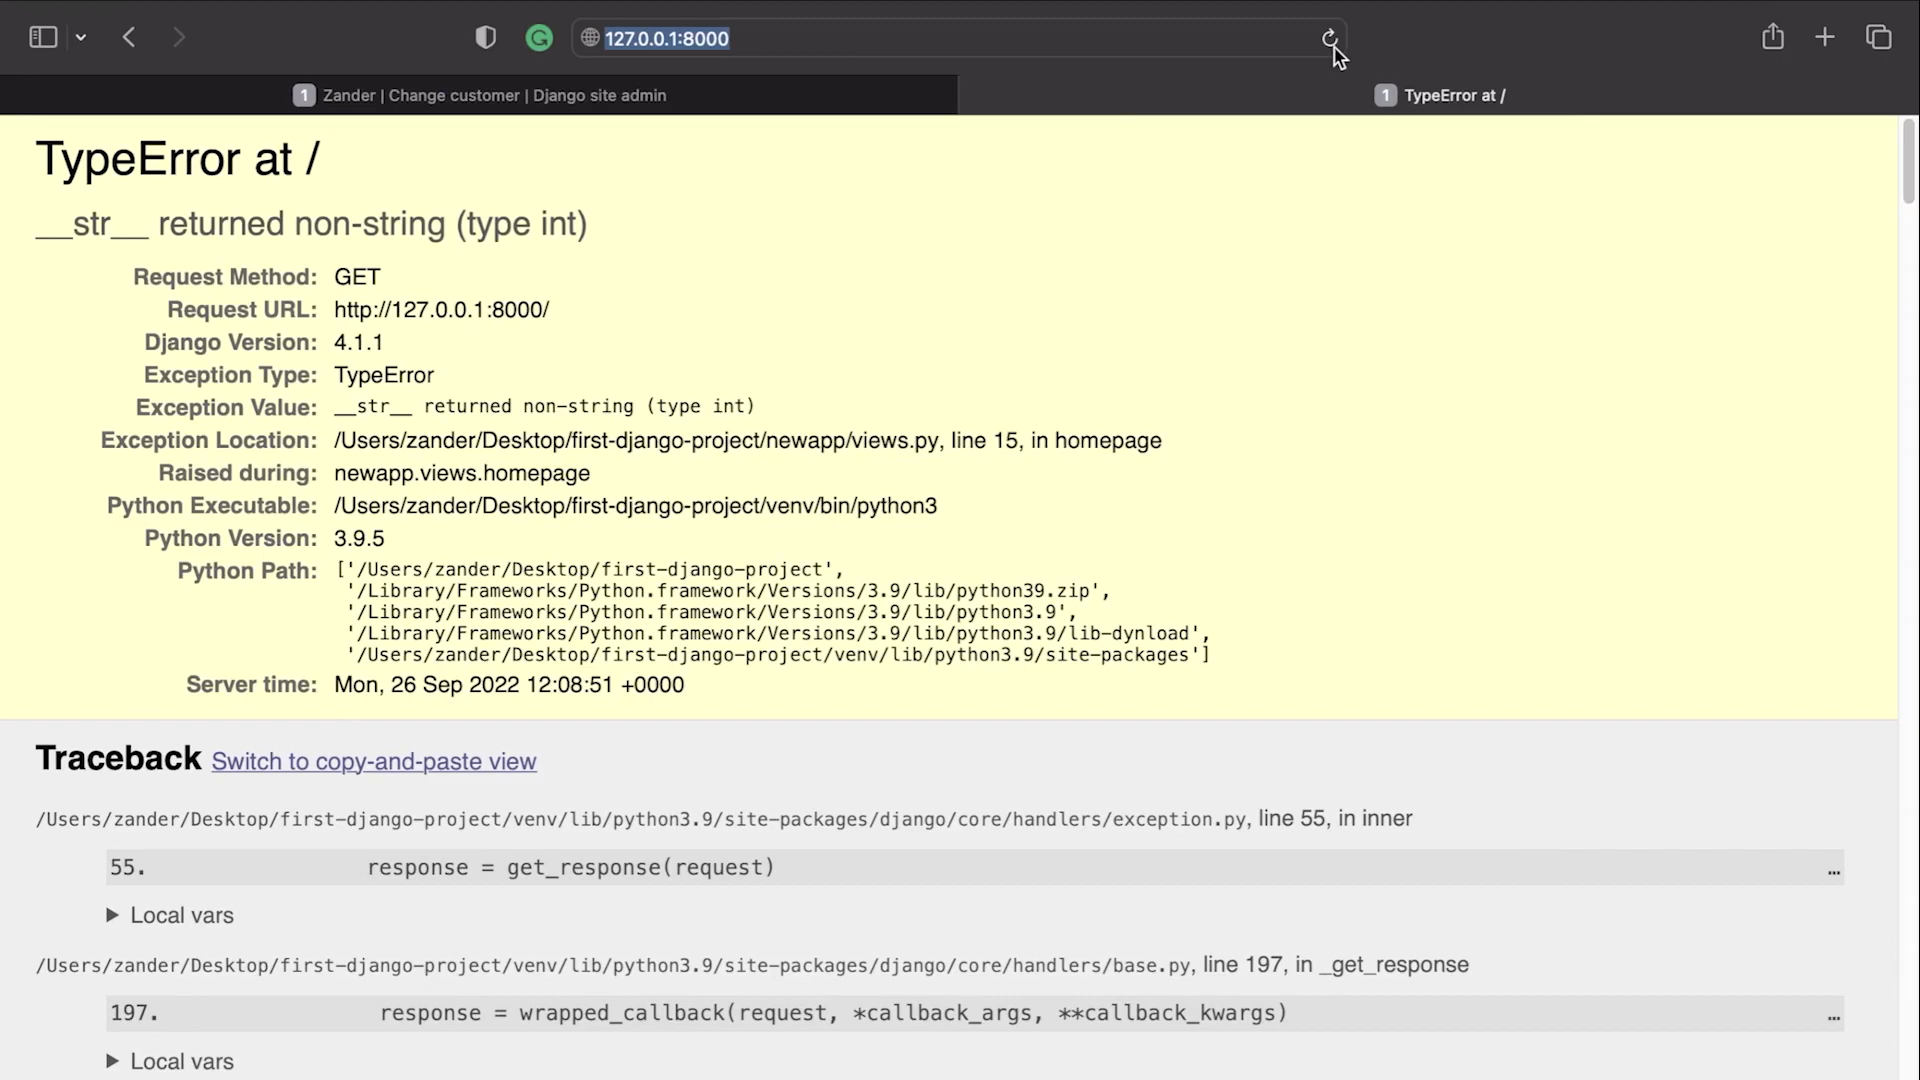 127.0.0.1:8000
1 Zander | Change customer | Django site admin
1 TypeError at /
TypeError at /
__str__ returned non-string (type int)
Request Method: GET
Request URL: http://127.0.0.1:8000/
Django Version: 4.1.1
Exception Type: TypeError
Exception Value: __str__ returned non-string (type int)
Exception Location: /Users/zander/Desktop/first-django-project/newapp/views.py, line 15, in homepage
Raised during: newapp.views.homepage
Python Executable: /Users/zander/Desktop/first-django-project/venv/bin/python3
Python Version: 3.9.5
Python Path: ['/Users/zander/Desktop/first-django-project',
'/Library/Frameworks/Python.framework/Versions/3.9/lib/python39.zip',
'/Library/Frameworks/Python.framework/Versions/3.9/lib/python3.9',
'/Library/Frameworks/Python.framework/Versions/3.9/lib/python3.9/lib-dynload',
'/Users/zander/Desktop/first-django-project/venv/lib/python3.9/site-packages']
Server time: Mon, 26 Sep 2022 12:08:51 +0000
Traceback Switch to copy-and-paste view
/Users/zander/Desktop/first-django-project/venv/lib/python3.9/site-packages/django/core/handlers/exception.py, line 55, in inner
55. response = get_response(request) …
▶ Local vars
/Users/zander/Desktop/first-django-project/venv/lib/python3.9/site-packages/django/core/handlers/base.py, line 197, in _get_response
197. response = wrapped_callback(request, *callback_args, **callback_kwargs) …
▶ Local vars